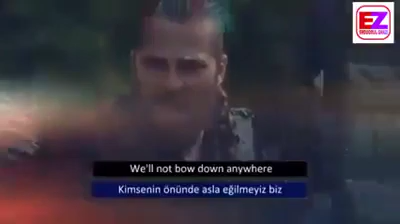 EZ
We'll not bow down anywhere
Kimsenin önünde asla eğilmeyiz biz